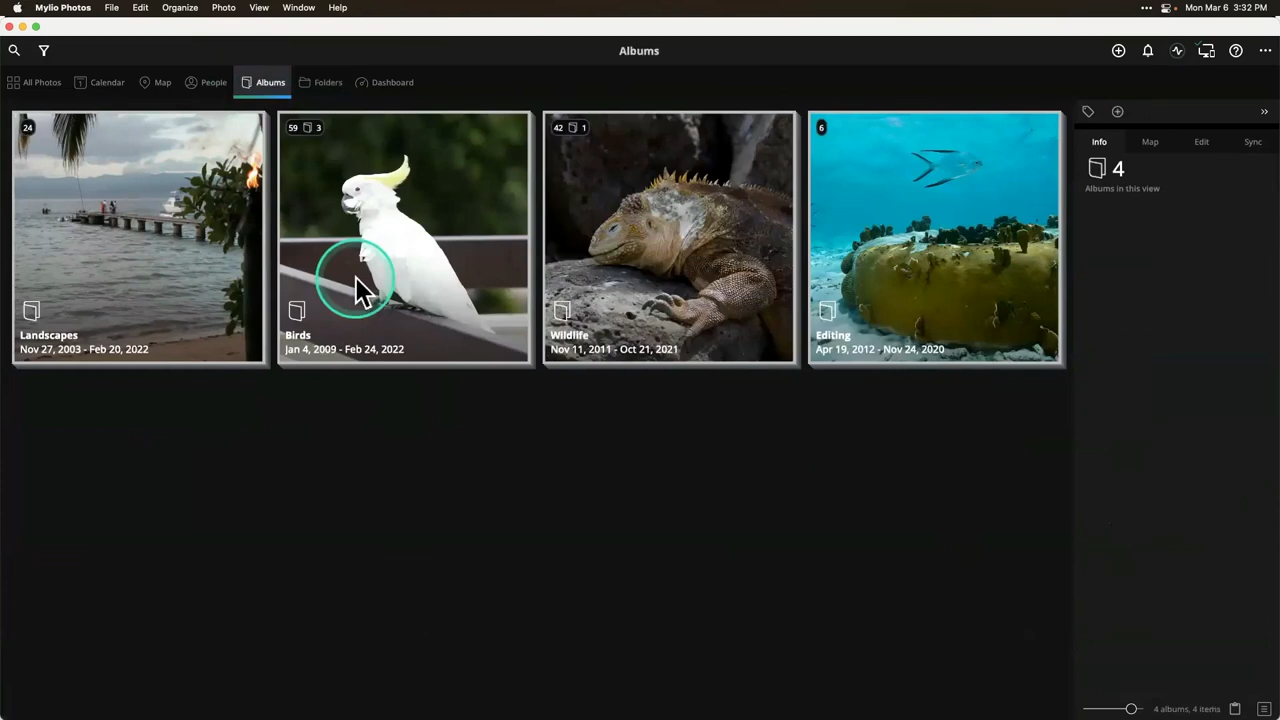 Mylio Photos File Edit Organize Photo View Window Help Mon Mar 6 3:32 PM
Albums
All Photos Calendar Map People Albums Folders Dashboard
24
59 3
42 1
6
Landscapes
Nov 27, 2003 - Feb 20, 2022
Birds
Jan 4, 2009 - Feb 24, 2022
Wildlife
Nov 11, 2011 - Oct 21, 2021
Editing
Apr 19, 2012 - Nov 24, 2020
Info Map Edit Sync
4
Albums in this view
4 albums, 4 items